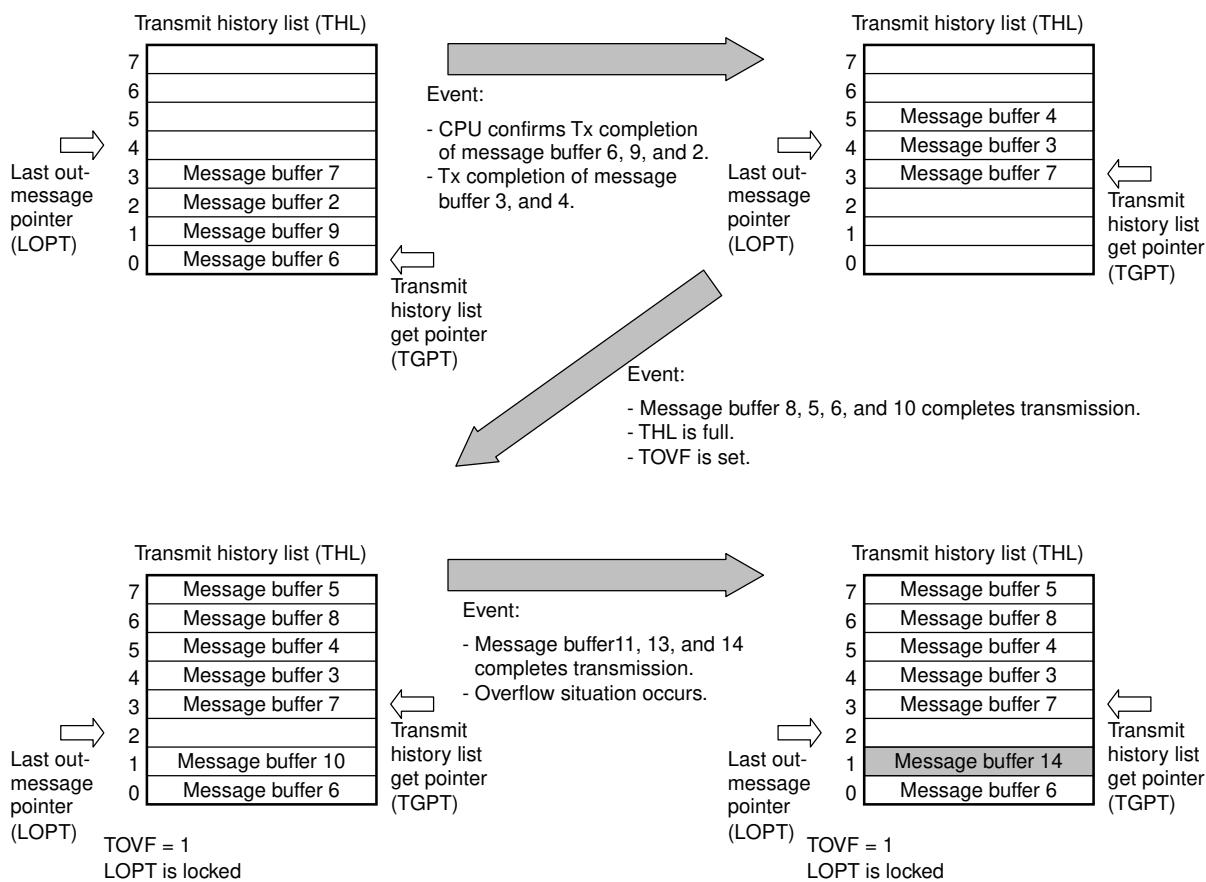 Transmit history list (THL)
7
6
5
4
3 Message buffer 7
2 Message buffer 2
1 Message buffer 9
0 Message buffer 6
Last out-
message
pointer
(LOPT)
Transmit
history list
get pointer
(TGPT)
Event:
- CPU confirms Tx completion
of message buffer 6, 9, and 2.
- Tx completion of message
buffer 3, and 4.
Transmit history list (THL)
7
6
5 Message buffer 4
4 Message buffer 3
3 Message buffer 7
2
1
0
Last out-
message
pointer
(LOPT)
Transmit
history list
get pointer
(TGPT)
Event:
- Message buffer 8, 5, 6, and 10 completes transmission.
- THL is full.
- TOVF is set.
Transmit history list (THL)
7 Message buffer 5
6 Message buffer 8
5 Message buffer 4
4 Message buffer 3
3 Message buffer 7
2
1 Message buffer 10
0 Message buffer 6
Last out-
message
pointer
(LOPT)
Transmit
history list
get pointer
(TGPT)
TOVF = 1
LOPT is locked
Event:
- Message buffer11, 13, and 14
completes transmission.
- Overflow situation occurs.
Transmit history list (THL)
7 Message buffer 5
6 Message buffer 8
5 Message buffer 4
4 Message buffer 3
3 Message buffer 7
2
1 Message buffer 14
0 Message buffer 6
Last out-
message
pointer
(LOPT)
Transmit
history list
get pointer
(TGPT)
TOVF = 1
LOPT is locked